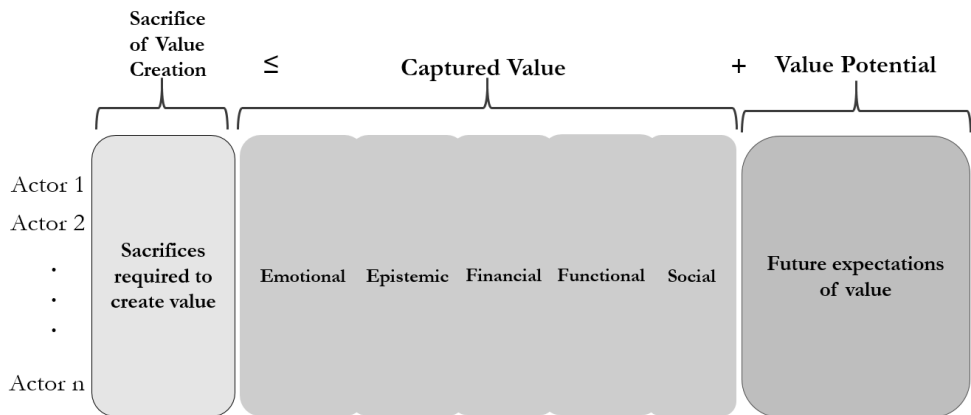 Sacrifice
of Value
Creation
≤
Captured Value
+
Value Potential
Actor 1
Actor 2
.
.
.
.
Actor n
Sacrifices
required to
create value
Emotional
Epistemic
Financial
Functional
Social
Future expectations
of value